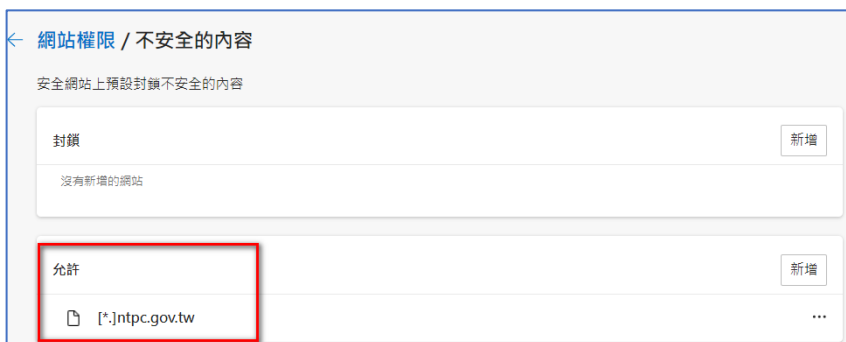 網站權限 / 不安全的內容
安全網站上預設封鎖不安全的內容
封鎖
新增
沒有新增的網站
允許
新增
[*.]ntpc.gov.tw